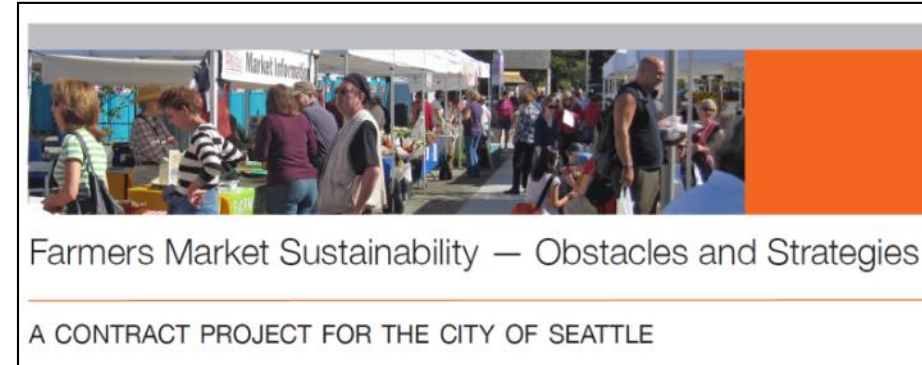 Market Information
Farmers Market Sustainability — Obstacles and Strategies
A CONTRACT PROJECT FOR THE CITY OF SEATTLE